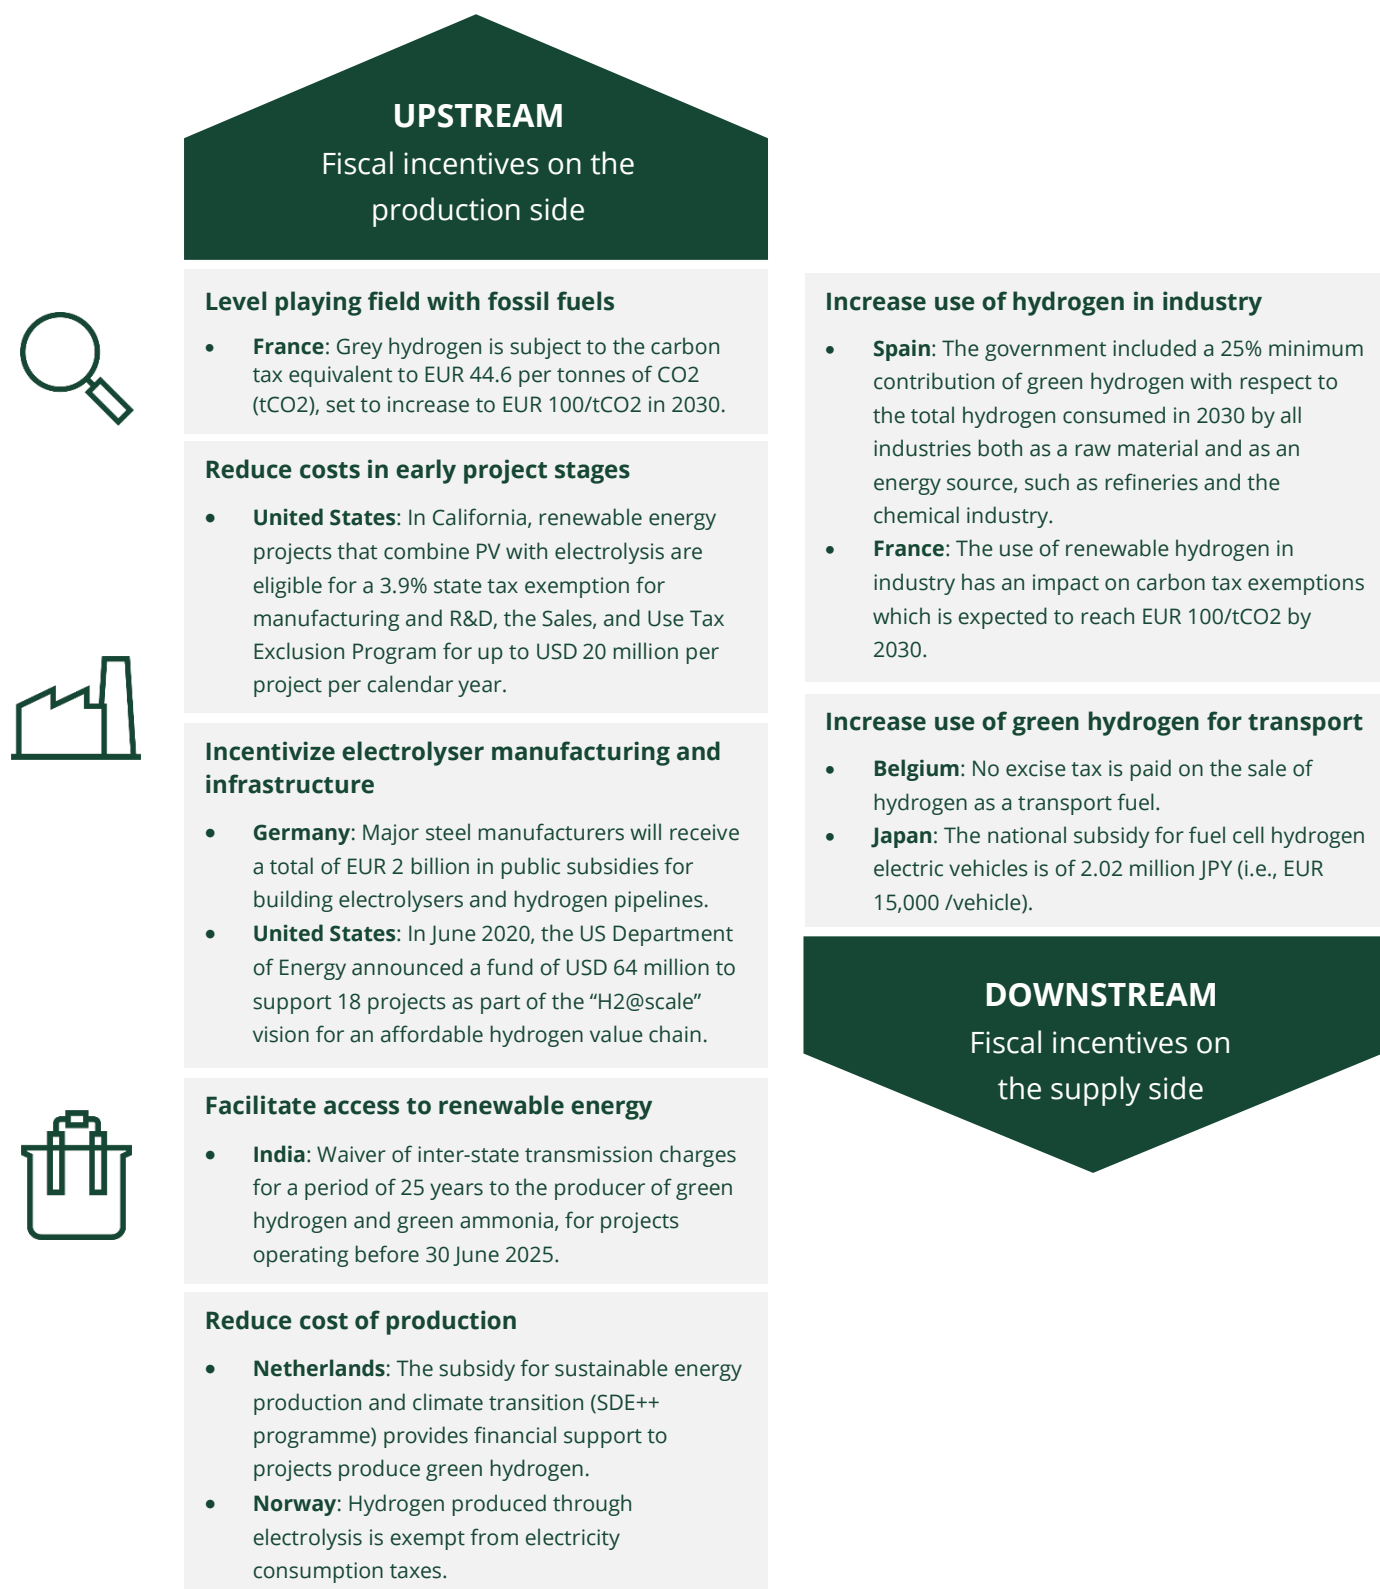 UPSTREAM
Fiscal incentives on the
production side
Level playing field with fossil fuels
• France: Grey hydrogen is subject to the carbon
tax equivalent to EUR 44.6 per tonnes of CO2
(tCO2), set to increase to EUR 100/tCO2 in 2030.
Reduce costs in early project stages
• United States: In California, renewable energy
projects that combine PV with electrolysis are
eligible for a 3.9% state tax exemption for
manufacturing and R&D, the Sales, and Use Tax
Exclusion Program for up to USD 20 million per
project per calendar year.
Incentivize electrolyser manufacturing and
infrastructure
• Germany: Major steel manufacturers will receive
a total of EUR 2 billion in public subsidies for
building electrolysers and hydrogen pipelines.
• United States: In June 2020, the US Department
of Energy announced a fund of USD 64 million to
support 18 projects as part of the “H2@scale”
vision for an affordable hydrogen value chain.
Facilitate access to renewable energy
• India: Waiver of inter-state transmission charges
for a period of 25 years to the producer of green
hydrogen and green ammonia, for projects
operating before 30 June 2025.
Reduce cost of production
• Netherlands: The subsidy for sustainable energy
production and climate transition (SDE++
programme) provides financial support to
projects produce green hydrogen.
• Norway: Hydrogen produced through
electrolysis is exempt from electricity
consumption taxes.
Increase use of hydrogen in industry
• Spain: The government included a 25% minimum
contribution of green hydrogen with respect to
the total hydrogen consumed in 2030 by all
industries both as a raw material and as an
energy source, such as refineries and the
chemical industry.
• France: The use of renewable hydrogen in
industry has an impact on carbon tax exemptions
which is expected to reach EUR 100/tCO2 by
2030.
Increase use of green hydrogen for transport
• Belgium: No excise tax is paid on the sale of
hydrogen as a transport fuel.
• Japan: The national subsidy for fuel cell hydrogen
electric vehicles is of 2.02 million JPY (i.e., EUR
15,000 /vehicle).
DOWNSTREAM
Fiscal incentives on
the supply side